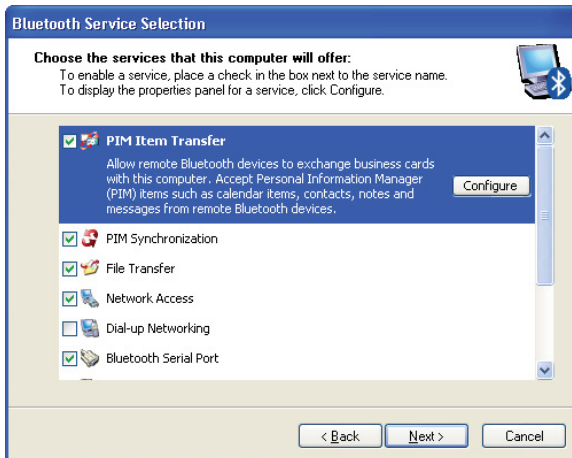 Bluetooth Service Selection
Choose the services that this computer will offer:
To enable a service, place a check in the box next to the service name.
To display the properties panel for a service, click Configure.
PIM Item Transfer
Allow remote Bluetooth devices to exchange business cards
with this computer. Accept Personal Information Manager
(PIM) items such as calendar items, contacts, notes and
messages from remote Bluetooth devices.
Configure
PIM Synchronization
File Transfer
Network Access
Dial-up Networking
Bluetooth Serial Port
< Back
Next >
Cancel